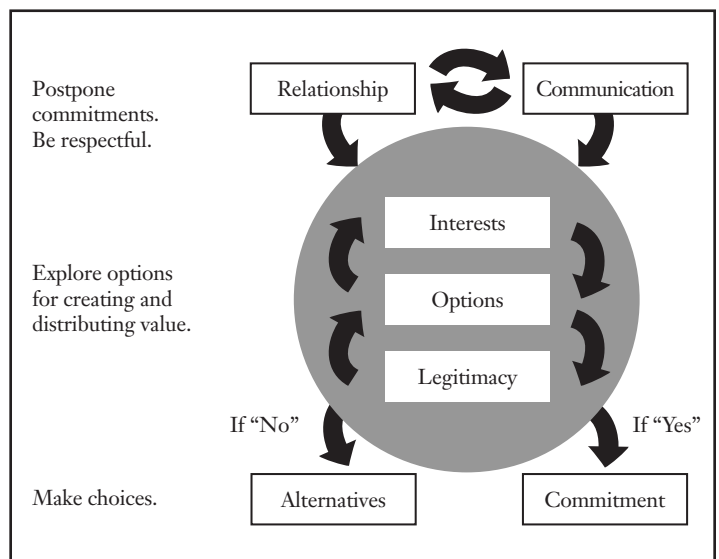 Postpone
commitments.
Be respectful.
Relationship
Communication
Interests
Explore options
for creating and
distributing value.
Options
Legitimacy
If “No”
If “Yes”
Make choices.
Alternatives
Commitment